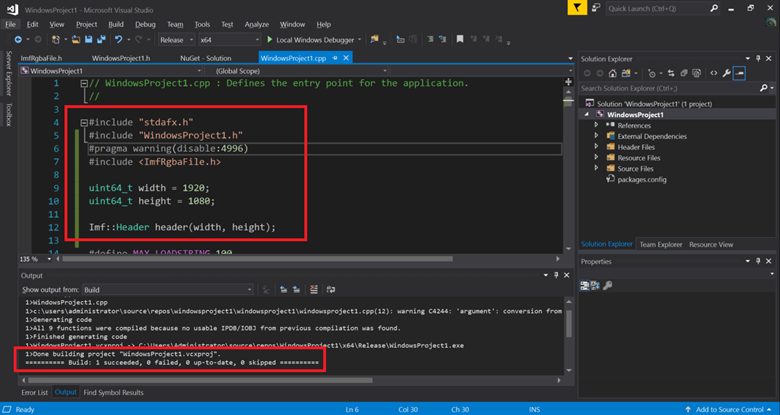 WindowsProject1 - Microsoft Visual Studio
Quick Launch (Ctrl+Q)
File Edit View Project Build Debug Team Tools Test Analyze Window Help
Release x64 Local Windows Debugger
Server Explorer
Toolbox
ImfRgbaFile.h WindowsProject1.h NuGet - Solution WindowsProject1.cpp
WindowsProject1 (Global Scope)
1 // WindowsProject1.cpp : Defines the entry point for the application.
2 //
3
4 #include "stdafx.h"
5 #include "WindowsProject1.h"
6 #pragma warning(disable:4996)
7 #include <ImfRgbaFile.h>
8
9 uint64_t width = 1920;
10 uint64_t height = 1080;
11
12 Imf::Header header(width, height);
13
14 #define MAX_LOADSTRING 100
135 %
Output
Show output from: Build
1>WindowsProject1.cpp
1>c:\users\administrator\source\repos\windowsproject1\windowsproject1\windowsproject1.cpp(12): warning C4244: 'argument': conversion from
1>Generating code
1>All 9 functions were compiled because no usable IPDB/IOBJ from previous compilation was found.
1>Finished generating code
1>WindowsProject1.vcxproj -> C:\Users\Administrator\source\repos\WindowsProject1\x64\Release\WindowsProject1.exe
1>Done building project "WindowsProject1.vcxproj".
========== Build: 1 succeeded, 0 failed, 0 up-to-date, 0 skipped ==========
Error List Output Find Symbol Results
Solution Explorer
Search Solution Explorer (Ctrl+;)
Solution 'WindowsProject1' (1 project)
WindowsProject1
References
External Dependencies
Header Files
Resource Files
Source Files
packages.config
Solution Explorer Team Explorer Resource View
Properties
Ready Ln 6 Col 30 Ch 30 INS Add to Source Control